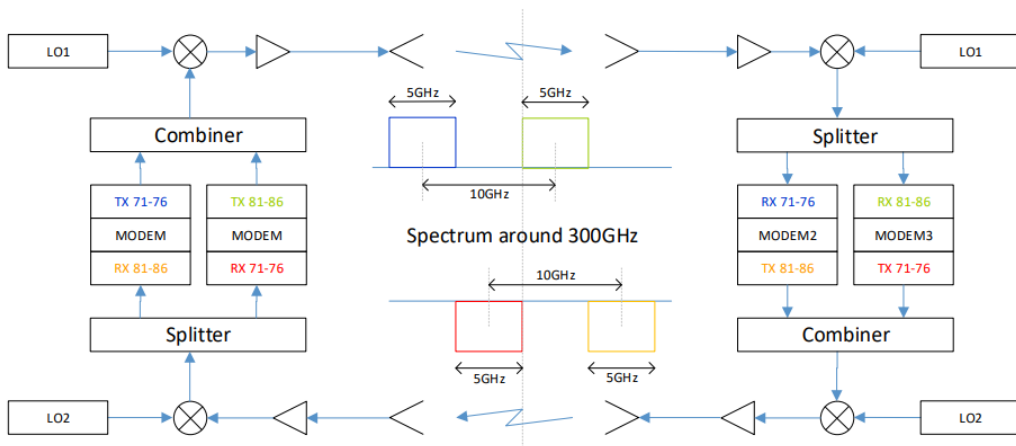 LO1
LO1
5GHz
5GHz
Combiner
Splitter
10GHz
TX 71-76
TX 81-86
RX 71-76
RX 81-86
MODEM
MODEM
Spectrum around 300GHz
MODEM2
MODEM3
RX 81-86
RX 71-76
TX 81-86
TX 71-76
10GHz
Splitter
Combiner
5GHz
5GHz
LO2
LO2